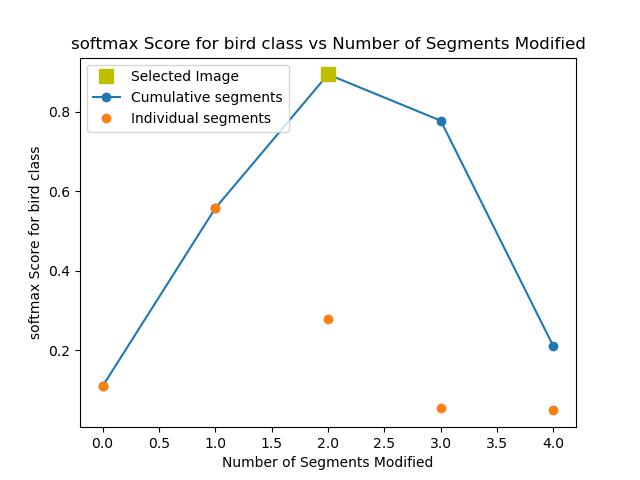 softmax Score for bird class vs Number of Segments Modified
Selected Image
Cumulative segments
Individual segments
softmax Score for bird class
0.8
0.6
0.4
0.2
0.0 0.5 1.0 1.5 2.0 2.5 3.0 3.5 4.0
Number of Segments Modified